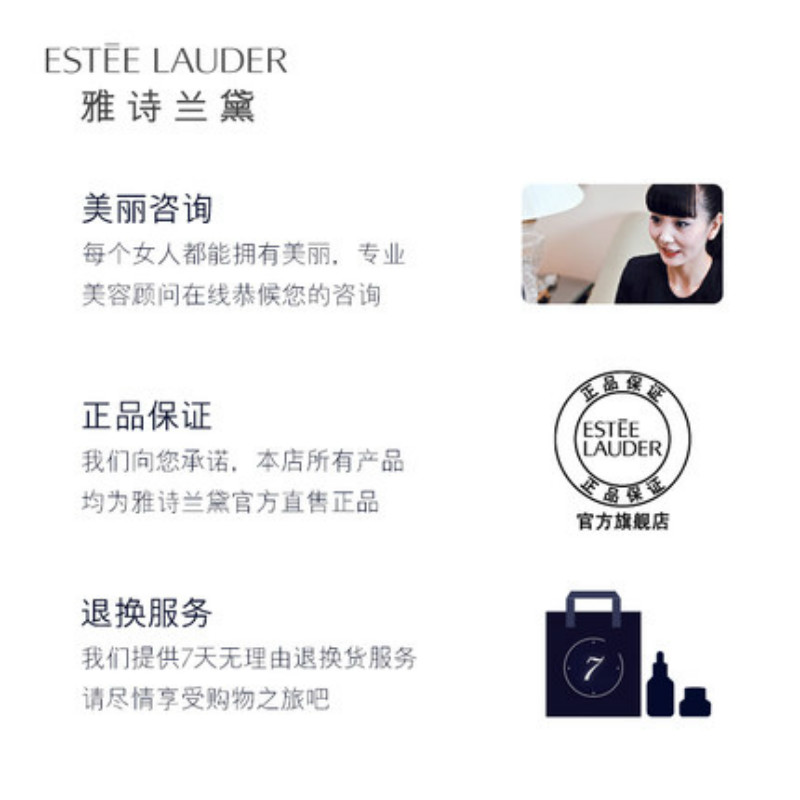 ESTĒE LAUDER
雅诗兰黛
美丽咨询
每个女人都能拥有美丽，专业
美容顾问在线恭候您的咨询
正品保证
我们向您承诺，本店所有产品
均为雅诗兰黛官方直售正品
正品保证
ESTĒE
LAUDER
正品保证
官方旗舰店
退换服务
我们提供7天无理由退换货服务
请尽情享受购物之旅吧
7